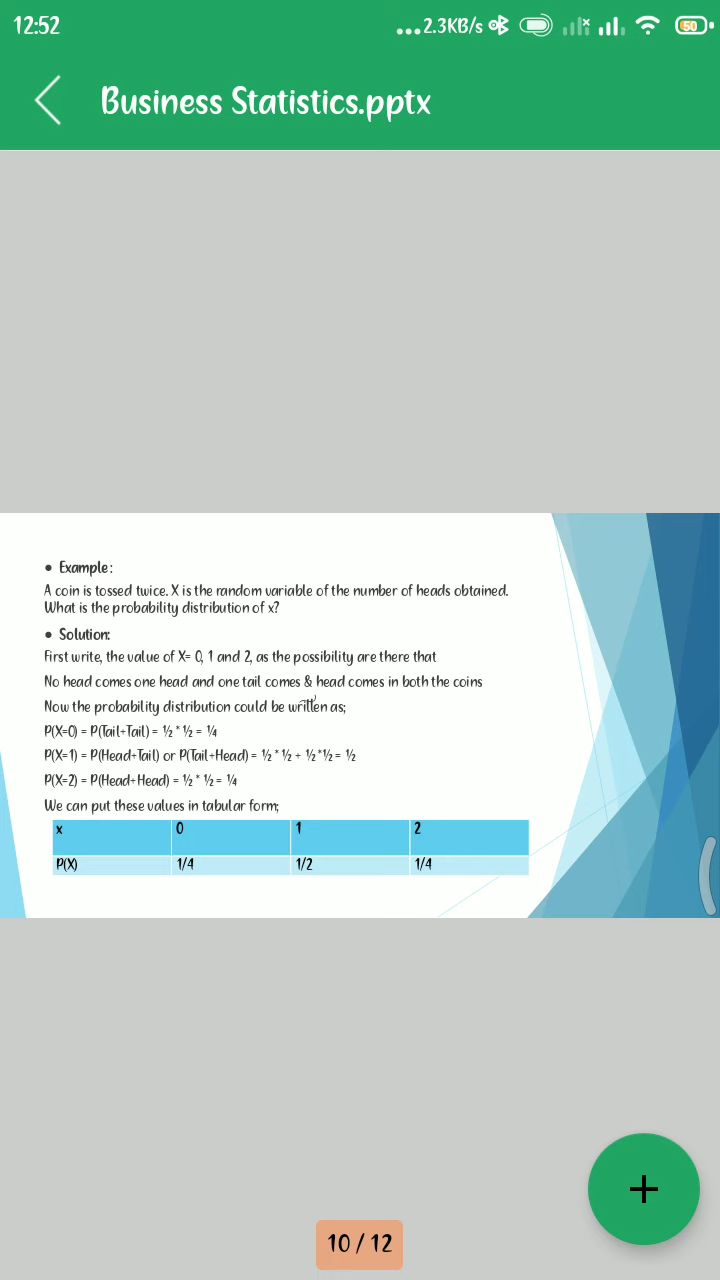 12:52
...2.3KB/s
50
Business Statistics.pptx
• Example:
A coin is tossed twice. X is the random variable of the number of heads obtained.
What is the probability distribution of x?
• Solution:
First write, the value of X= 0, 1 and 2, as the possibility are there that
No head comes one head and one tail comes & head comes in both the coins
Now the probability distribution could be written as;
P(X=0) = P(Tail+Tail) = ½ * ½ = ¼
P(X=1) = P(Head+Tail) or P(Tail+Head) = ½ * ½ + ½ *½ = ½
P(X=2) = P(Head+Head) = ½ * ½ = ¼
We can put these values in tabular form;
x 0 1 2
P(X) 1/4 1/2 1/4
+
10 / 12